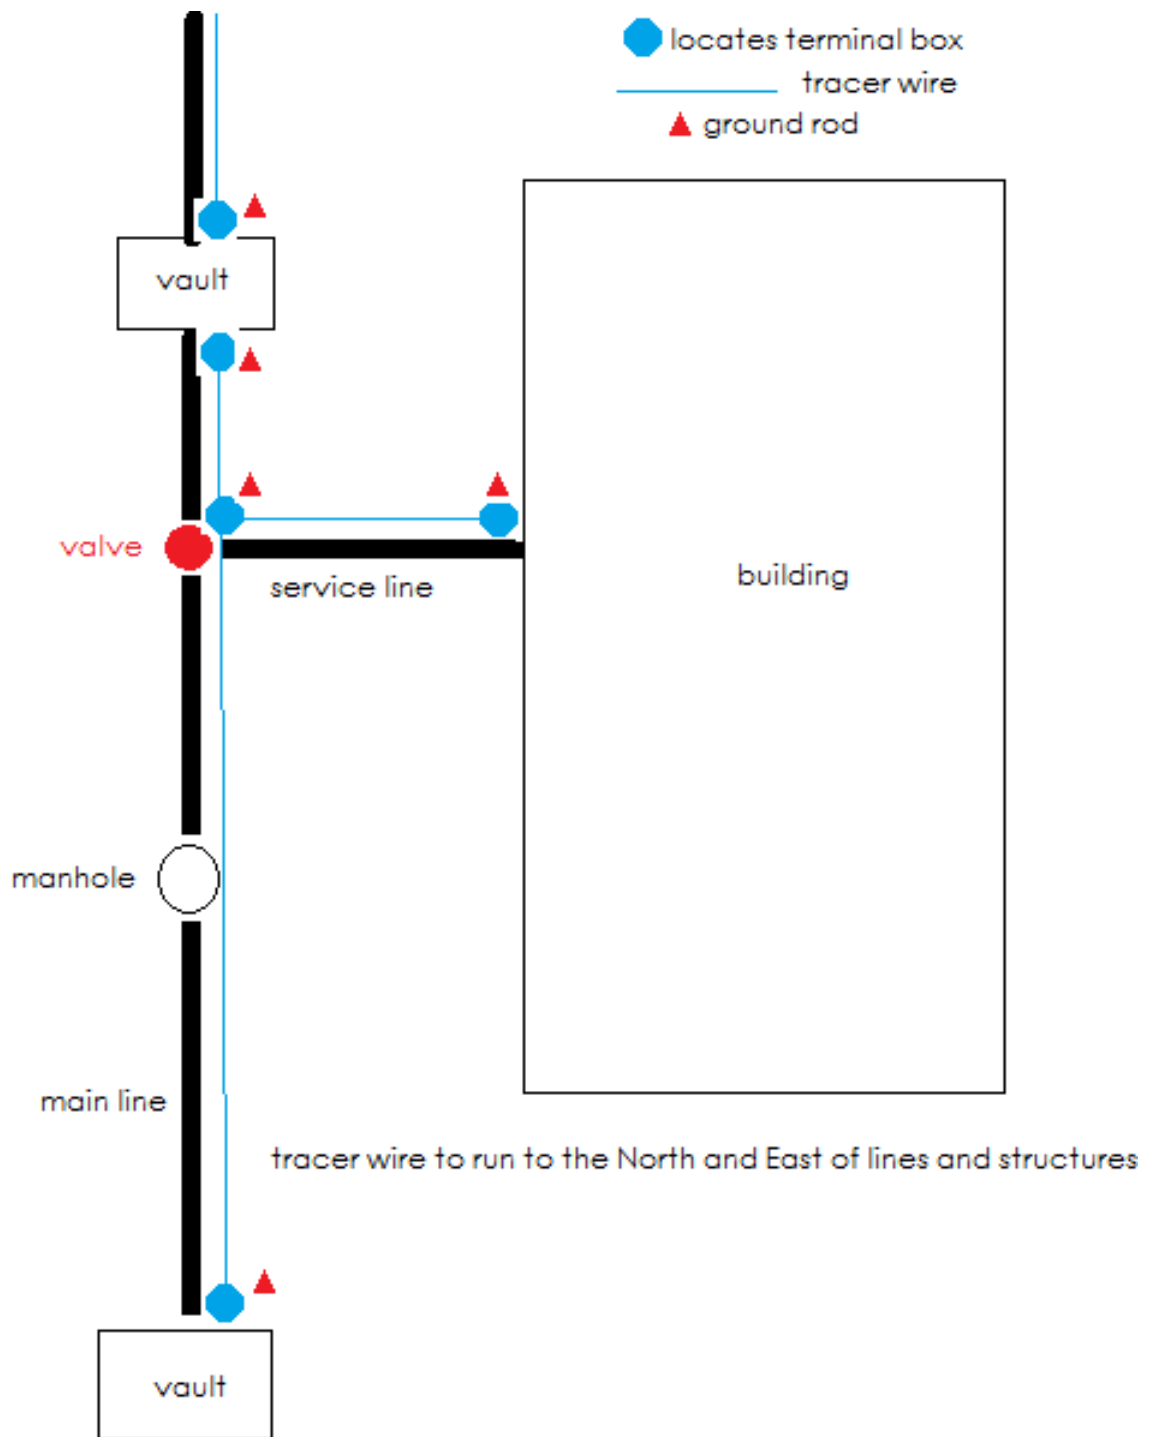 locates terminal box
tracer wire
ground rod
vault
valve
service line
building
manhole
main line
tracer wire to run to the North and East of lines and structures
vault